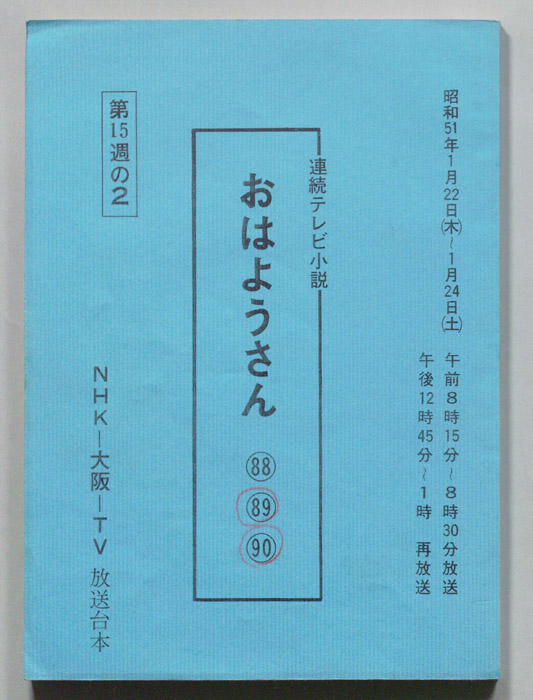 昭和51年1月22日(木)~1月24日(土)
午前8時15分~8時30分放送
午後12時45分~1時 再放送
連続テレビ小説
おはようさん
88
89
90
第15週の2
NHK-大阪-TV 放送台本